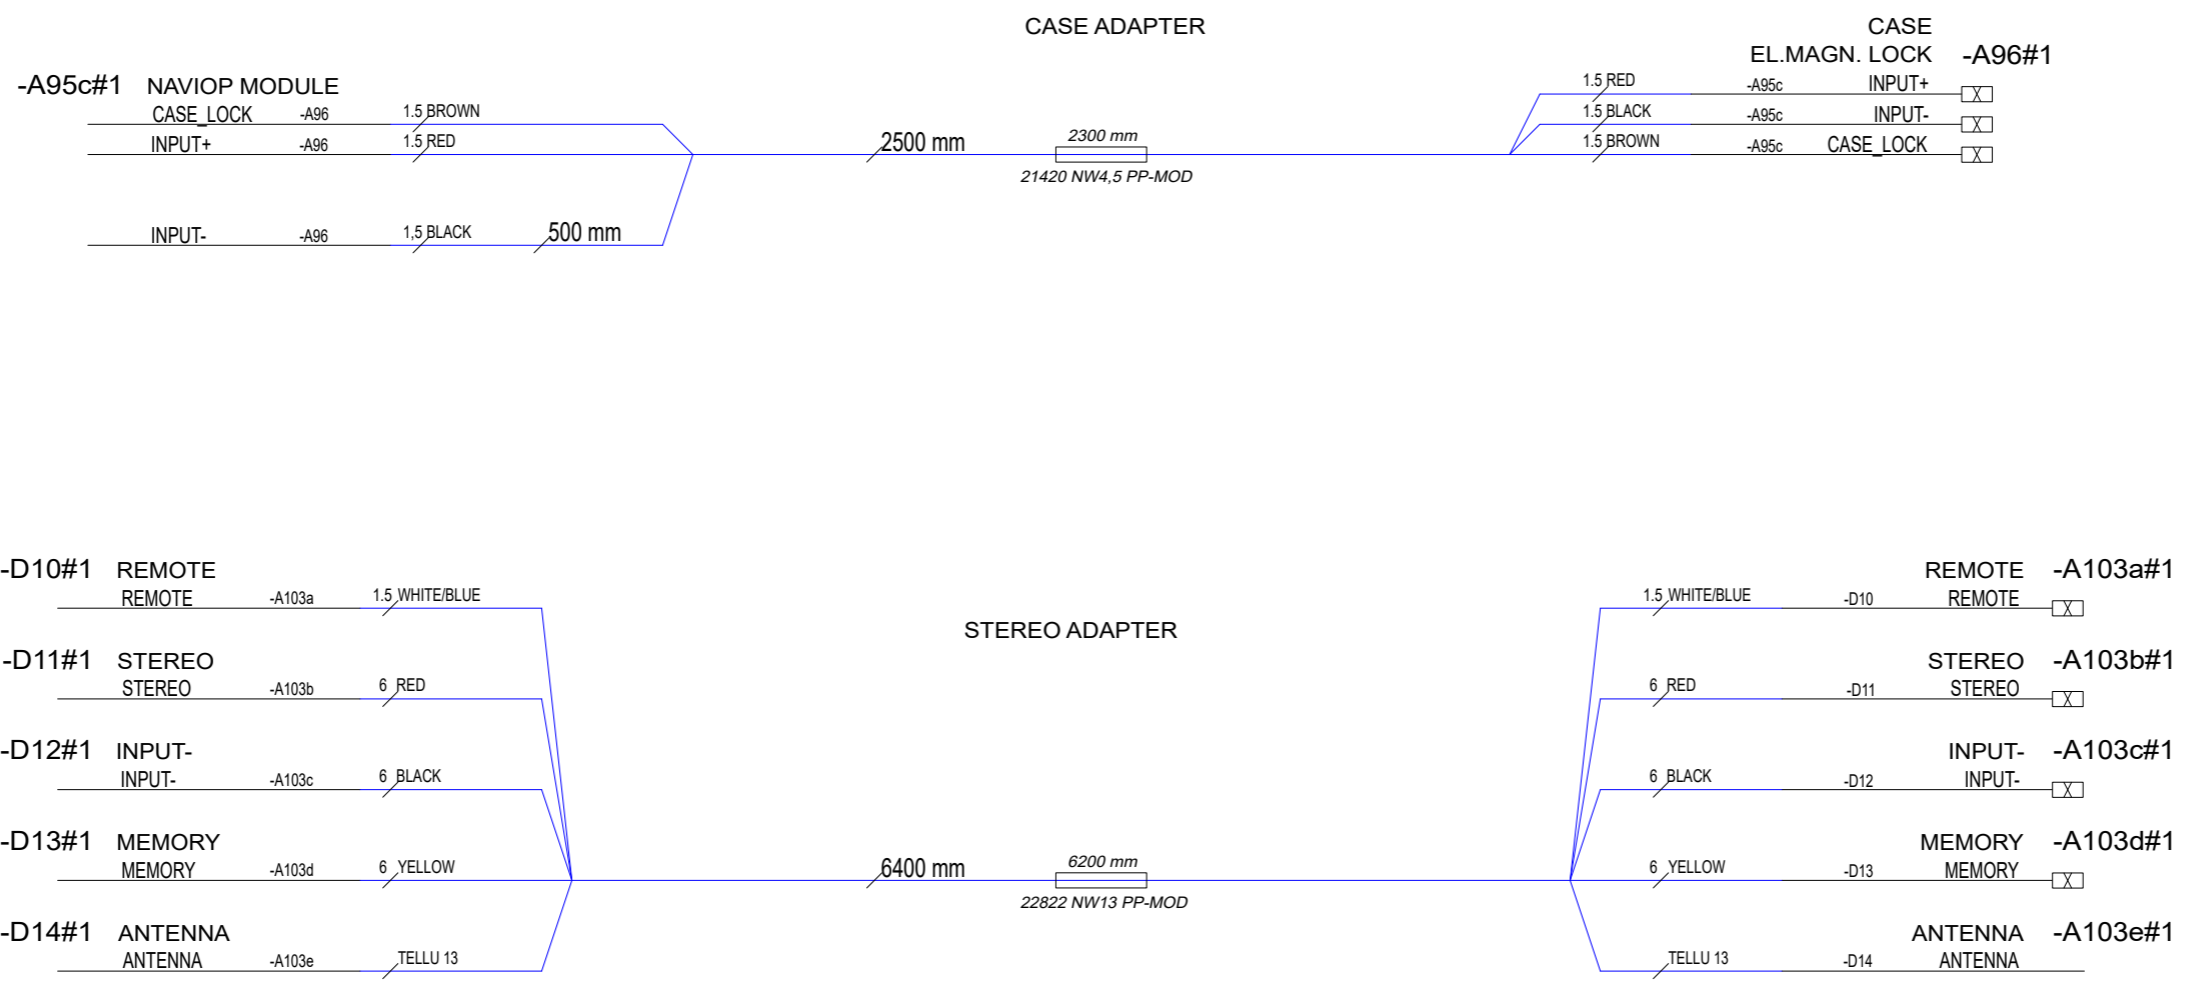 CASE ADAPTER
CASE
EL.MAGN. LOCK -A96#1
-A95c#1 NAVIOP MODULE
CASE_LOCK -A96 1.5 BROWN
INPUT+ -A96 1.5 RED
INPUT- -A96 1,5 BLACK 500 mm
2500 mm
2300 mm
21420 NW4,5 PP-MOD
1.5 RED -A95c INPUT+ X
1.5 BLACK -A95c INPUT- X
1.5 BROWN -A95c CASE_LOCK X
STEREO ADAPTER
-D10#1 REMOTE
REMOTE -A103a 1.5 WHITE/BLUE
-D11#1 STEREO
STEREO -A103b 6 RED
-D12#1 INPUT-
INPUT- -A103c 6 BLACK
-D13#1 MEMORY
MEMORY -A103d 6 YELLOW
-D14#1 ANTENNA
ANTENNA -A103e TELLU 13
6400 mm
6200 mm
22822 NW13 PP-MOD
REMOTE -A103a#1
1.5 WHITE/BLUE -D10 REMOTE X
STEREO -A103b#1
6 RED -D11 STEREO X
INPUT- -A103c#1
6 BLACK -D12 INPUT- X
MEMORY -A103d#1
6 YELLOW -D13 MEMORY X
ANTENNA -A103e#1
TELLU 13 -D14 ANTENNA